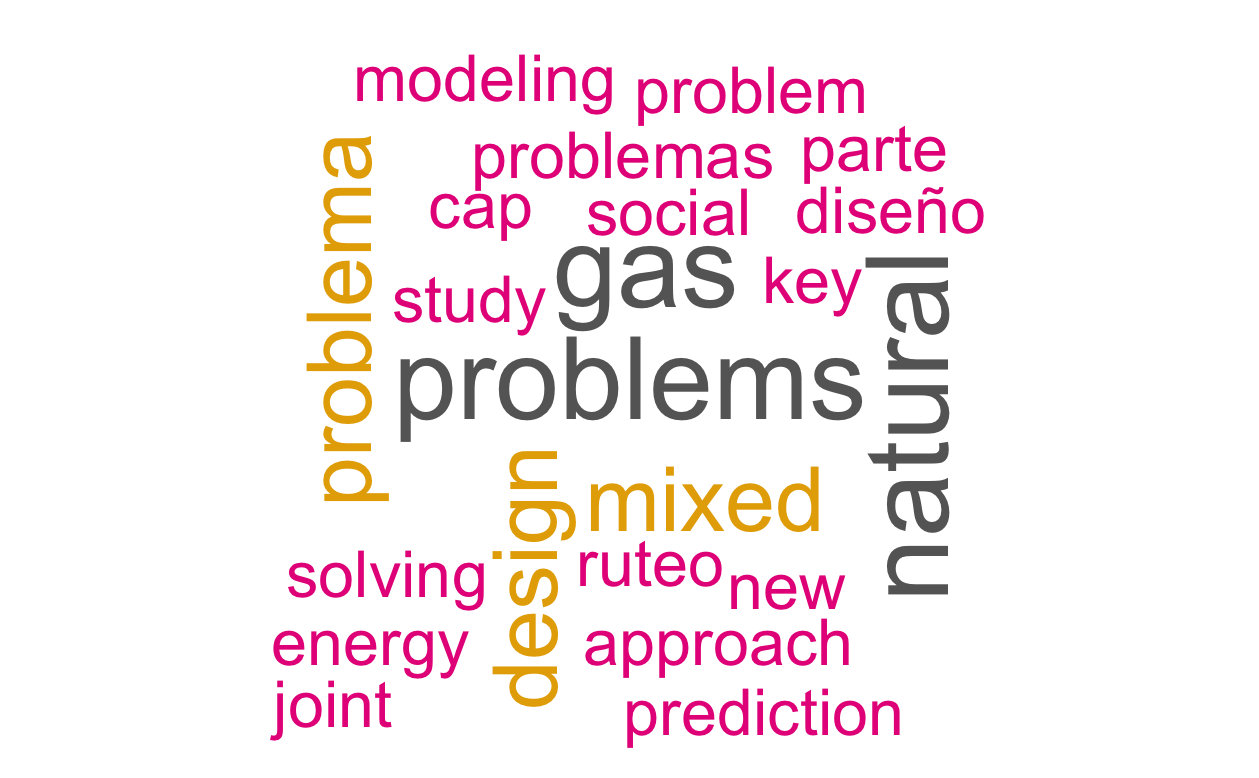 modeling
problem
problema
problemas
parte
cap
social
diseño
study
gas
key
natural
problems
design
mixed
solving
ruteo
new
energy
approach
joint
prediction